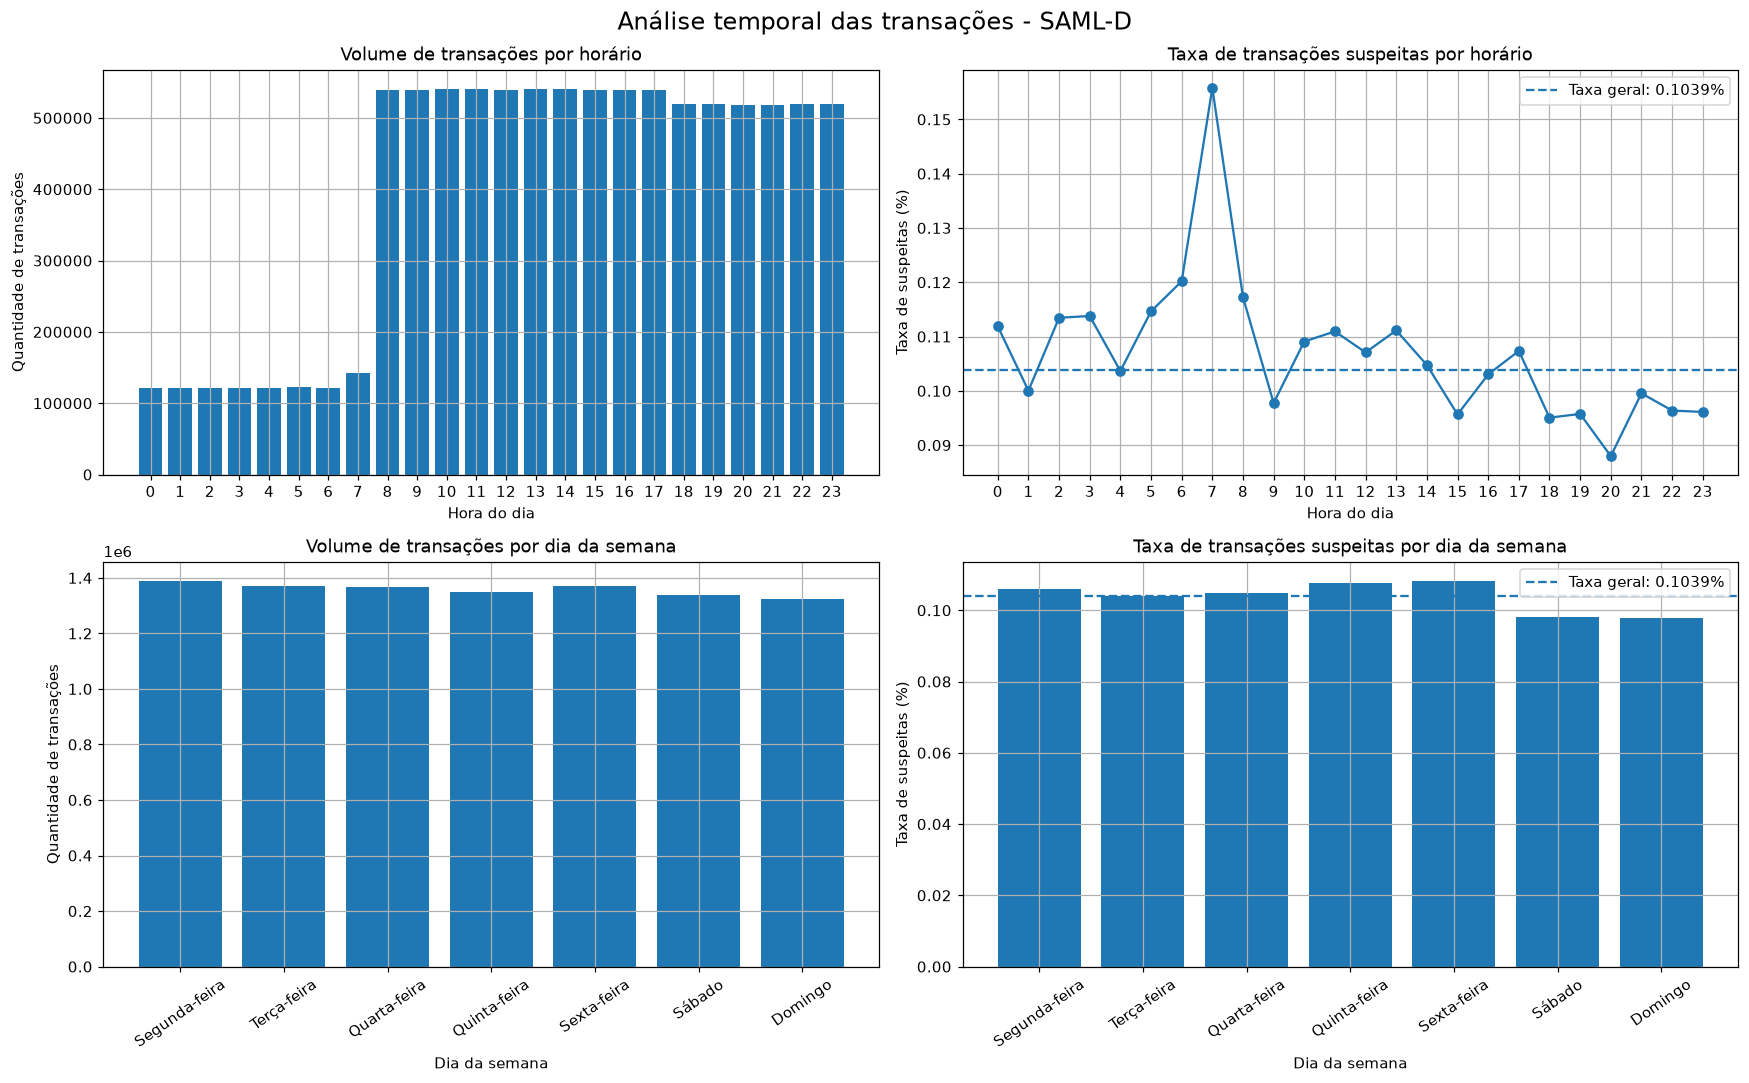 Análise temporal das transações - SAML-D
Volume de transações por horário
Quantidade de transações
500000
400000
300000
200000
100000
0
0 1 2 3 4 5 6 7 8 9 10 11 12 13 14 15 16 17 18 19 20 21 22 23
Hora do dia
Taxa de transações suspeitas por horário
Taxa geral: 0.1039%
Taxa de suspeitas (%)
0.15
0.14
0.13
0.12
0.11
0.10
0.09
0 1 2 3 4 5 6 7 8 9 10 11 12 13 14 15 16 17 18 19 20 21 22 23
Hora do dia
Volume de transações por dia da semana
1e6
Quantidade de transações
1.4
1.2
1.0
0.8
0.6
0.4
0.2
0.0
Segunda-feira Terça-feira Quarta-feira Quinta-feira Sexta-feira Sábado Domingo
Dia da semana
Taxa de transações suspeitas por dia da semana
Taxa geral: 0.1039%
Taxa de suspeitas (%)
0.10
0.08
0.06
0.04
0.02
0.00
Segunda-feira Terça-feira Quarta-feira Quinta-feira Sexta-feira Sábado Domingo
Dia da semana